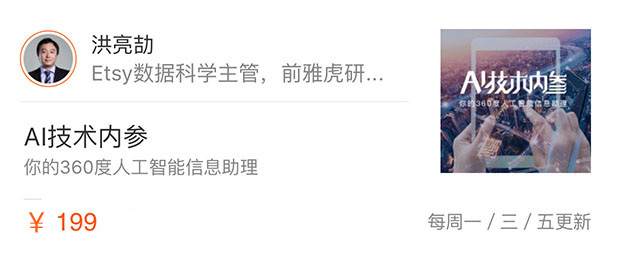 洪亮劼
Etsy数据科学主管，前雅虎研...
AI技术内参
你的360度人工智能信息助理
AI技术内参
你的360度人工智能信息助理
¥ 199
每周一 / 三 / 五更新